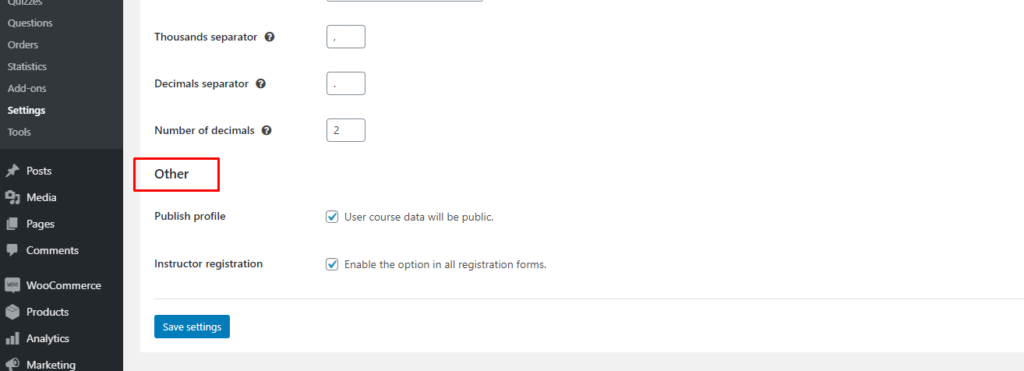 Quizzes
Questions
Orders
Statistics
Add-ons
Settings
Tools
Posts
Media
Pages
Comments
WooCommerce
Products
Analytics
Marketing
Thousands separator ?
,
Decimals separator ?
.
Number of decimals ?
2
Other
Publish profile
User course data will be public.
Instructor registration
Enable the option in all registration forms.
Save settings